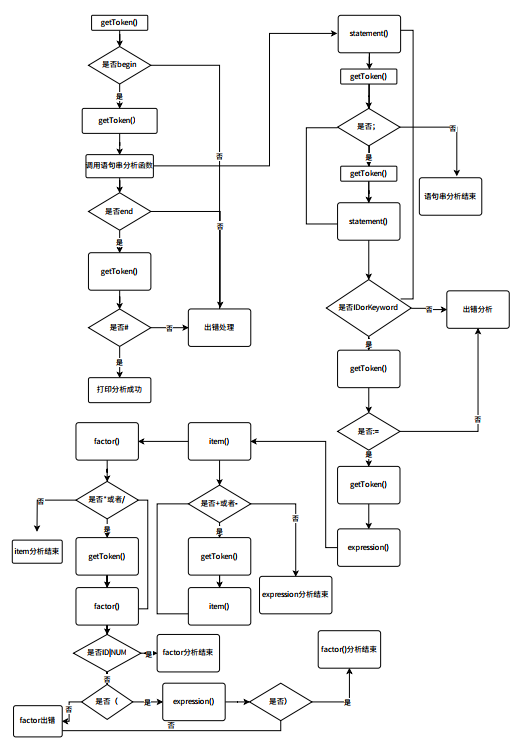 getToken()
是否begin
是
否
getToken()
调用语句串分析函数
是否end
否
是
getToken()
是否#
否
出错处理
是
打印分析成功
statement()
getToken()
是否；
否
是
语句串分析结束
getToken()
statement()
是否IDorKeyword
否
出错分析
是
getToken()
是否:=
否
是
getToken()
expression()
item()
是否+或者-
否
是
getToken()
expression分析结束
item()
factor()
是否*或者/
否
是
item分析结束
getToken()
factor()
是否ID|NUM
是
factor分析结束
否
是否（
是
expression()
是否）
是
factor()分析结束
否
factor出错
否